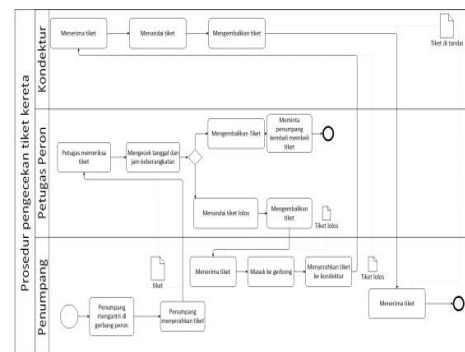 Prosedur pengecekan tiket kereta
Kondektur
Menerima tiket
Menandai tiket
Mengembalikan tiket
Tiket di tandai
Petugas Peron
Petugas memeriksa
tiket
Mengecek tanggal dan
jam keberangkatan
Mengembalikan Tiket
Meminta
penumpang
kembali membeli
tiket
Menandai tiket lolos
Mengembalikan
tiket
Tiket lolos
Penumpang
tiket
Menerima tiket
Masuk ke gerbong
Menyerahkan tiket
ke kondektur
Tiket lolos
Penumpang
mengantri di
gerbang peron
Penumpang
menyerahkan tiket
Menerima tiket